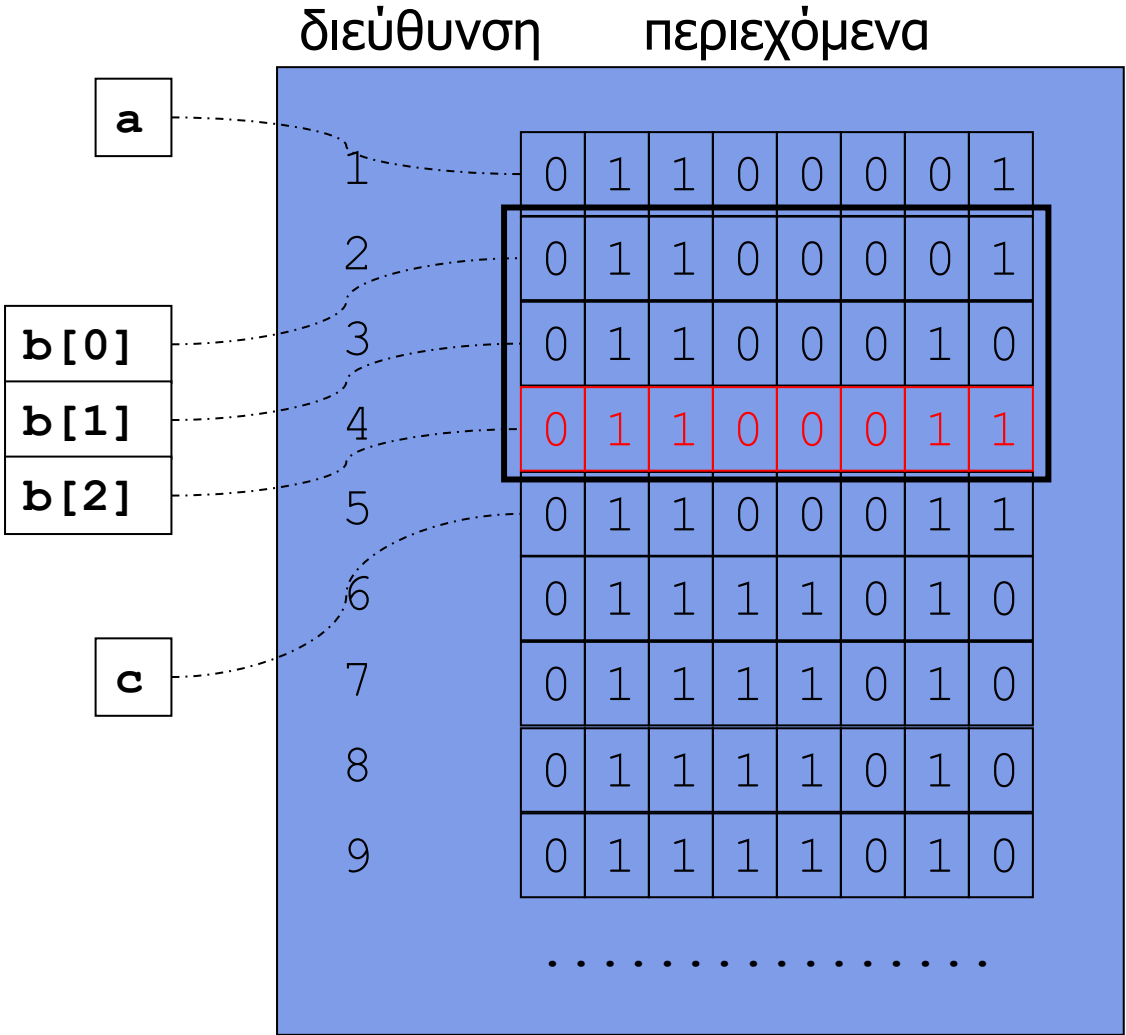 διεύθυνση περιεχόμενα
a
1 0 1 1 0 0 0 0 1
2 0 1 1 0 0 0 0 1
b[0]
3 0 1 1 0 0 0 1 0
b[1]
4 0 1 1 0 0 0 1 1
b[2]
5 0 1 1 0 0 0 1 1
6 0 1 1 1 1 0 1 0
c
7 0 1 1 1 1 0 1 0
8 0 1 1 1 1 0 1 0
9 0 1 1 1 1 0 1 0
. . . . . . . . . . . . . . . .